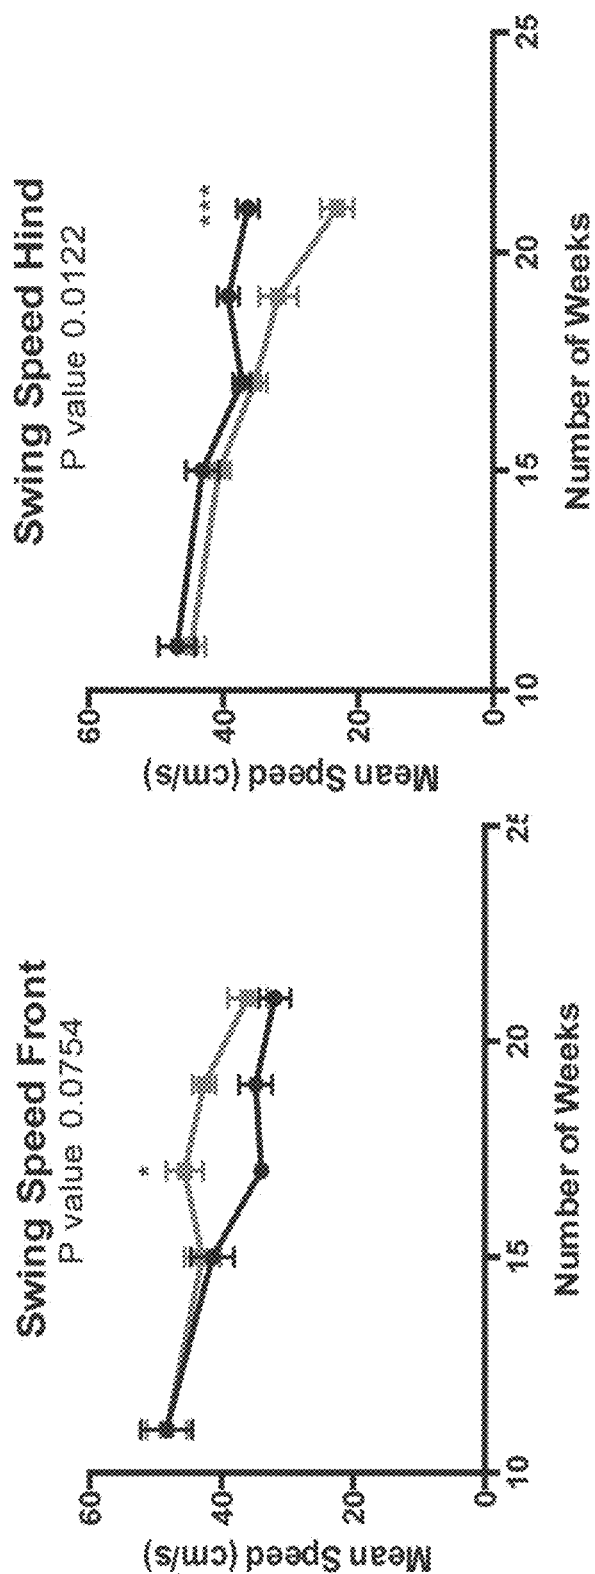 Swing Speed Front
P value 0.0754
Mean Speed (cm/s)
60
40
20
0
*
10
15
20
25
Number of Weeks
Swing Speed Hind
P value 0.0122
Mean Speed (cm/s)
60
40
20
0
***
10
15
20
25
Number of Weeks